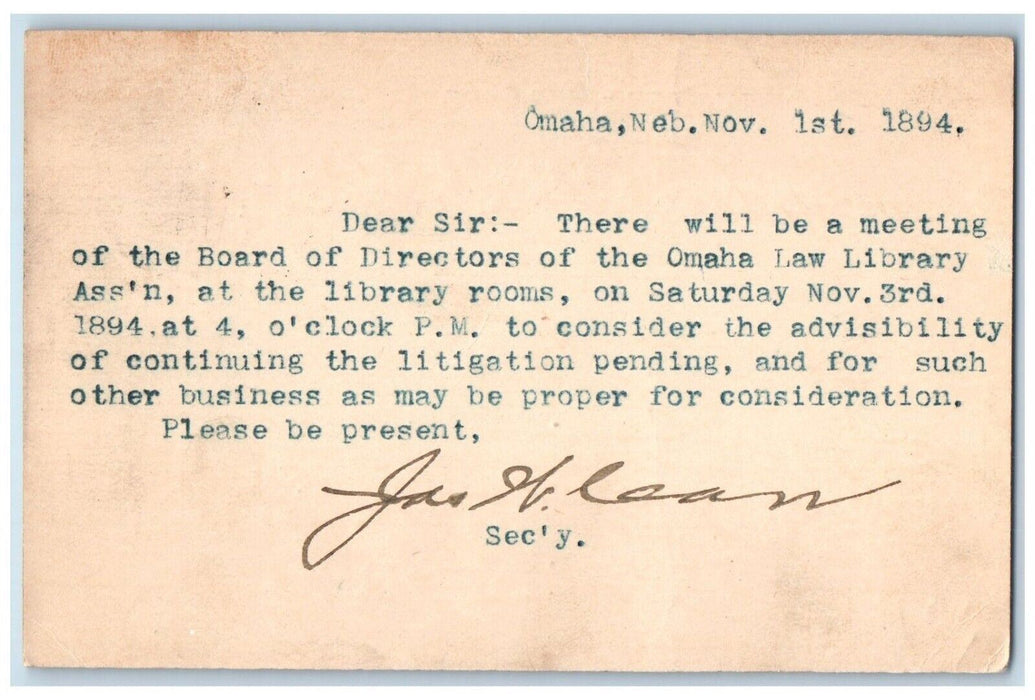 Omaha, Neb. Nov. 1st. 1894.
Dear Sir:- There will be a meeting
of the Board of Directors of the Omaha Law Library
Ass'n, at the library rooms, on Saturday Nov. 3rd.
1894. at 4, o'clock P.M. to consider the advisibility
of continuing the litigation pending, and for such
other business as may be proper for consideration.
Please be present,
Jas
Sec'y.